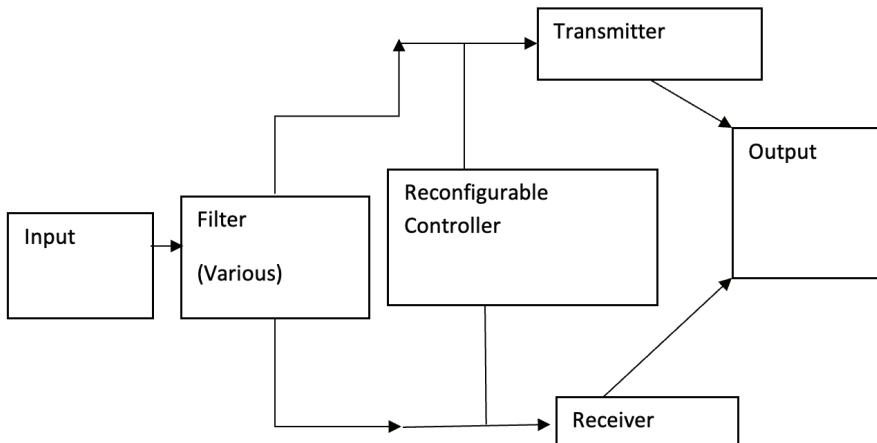 Transmitter
Output
Reconfigurable
Controller
Filter
(Various)
Input
Receiver